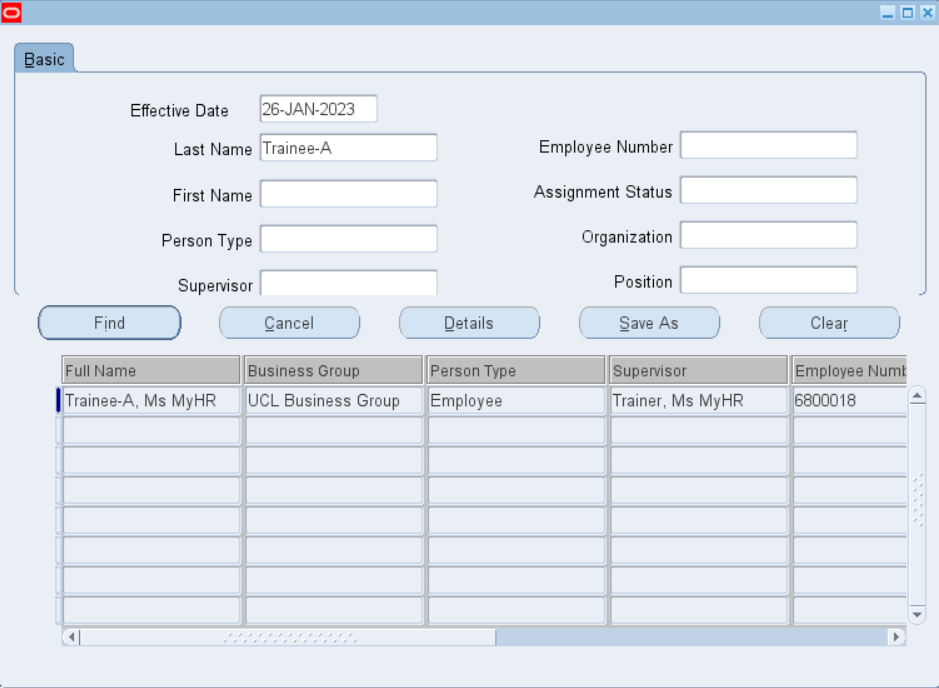 Basic
Effective Date 26-JAN-2023
Last Name Trainee-A Employee Number
First Name Assignment Status
Person Type Organization
Supervisor Position
Find Cancel Details Save As Clear
Full Name Business Group Person Type Supervisor Employee Numb
Trainee-A, Ms MyHR UCL Business Group Employee Trainer, Ms MyHR 6800018